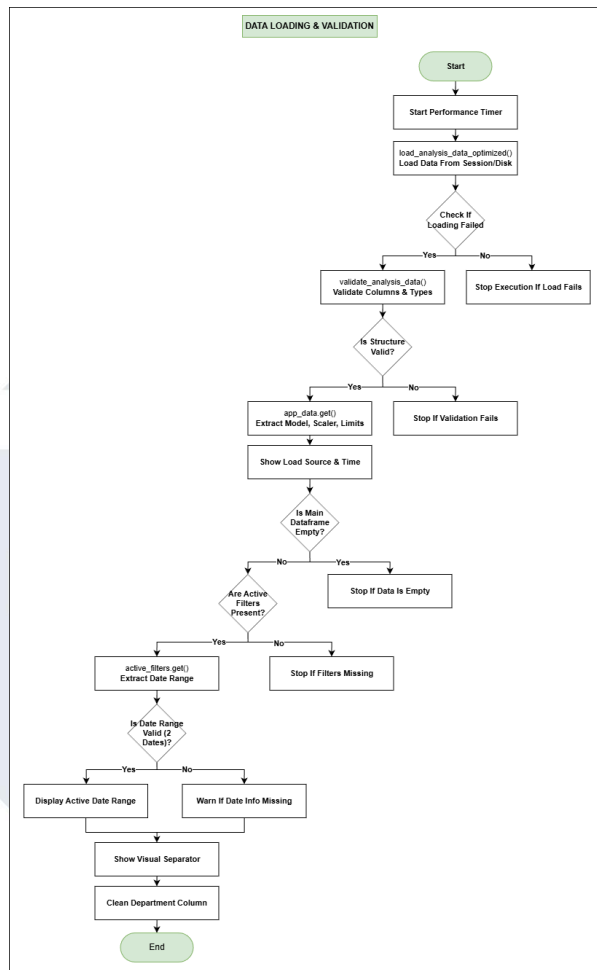 DATA LOADING & VALIDATION
Start
Start Performance Timer
load_analysis_data_optimized()
Load Data From Session/Disk
Check If
Loading Failed
Yes
No
validate_analysis_data()
Validate Columns & Types
Stop Execution If Load Fails
Is Structure
Valid?
Yes
No
app_data.get()
Extract Model, Scaler, Limits
Stop If Validation Fails
Show Load Source & Time
Is Main
Dataframe
Empty?
No
Yes
Stop If Data Is Empty
Are Active
Filters
Present?
Yes
No
active_filters.get()
Extract Date Range
Stop If Filters Missing
Is Date Range
Valid (2
Dates)?
Yes
No
Display Active Date Range
Warn If Date Info Missing
Show Visual Separator
Clean Department Column
End